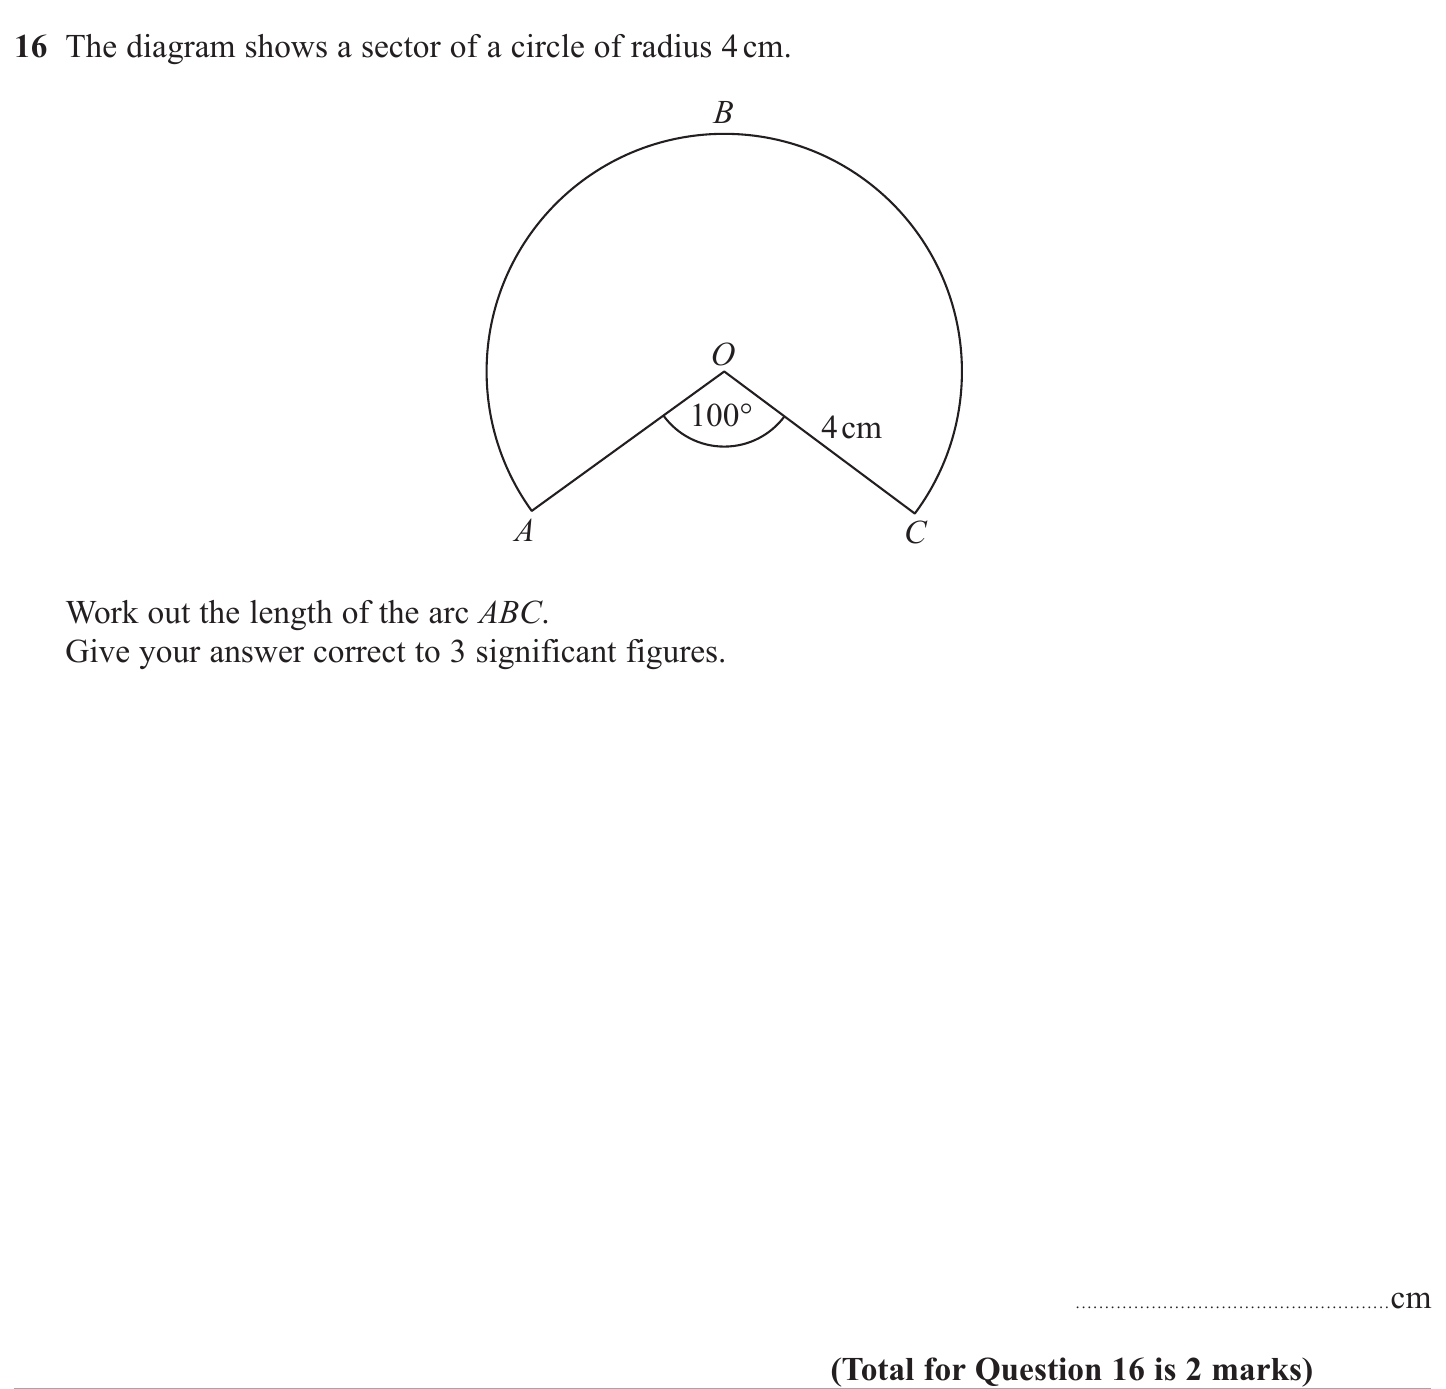 16 The diagram shows a sector of a circle of radius 4 cm.
B
O
100°
4 cm
A
C
Work out the length of the arc ABC.
Give your answer correct to 3 significant figures.
......................................................cm
(Total for Question 16 is 2 marks)